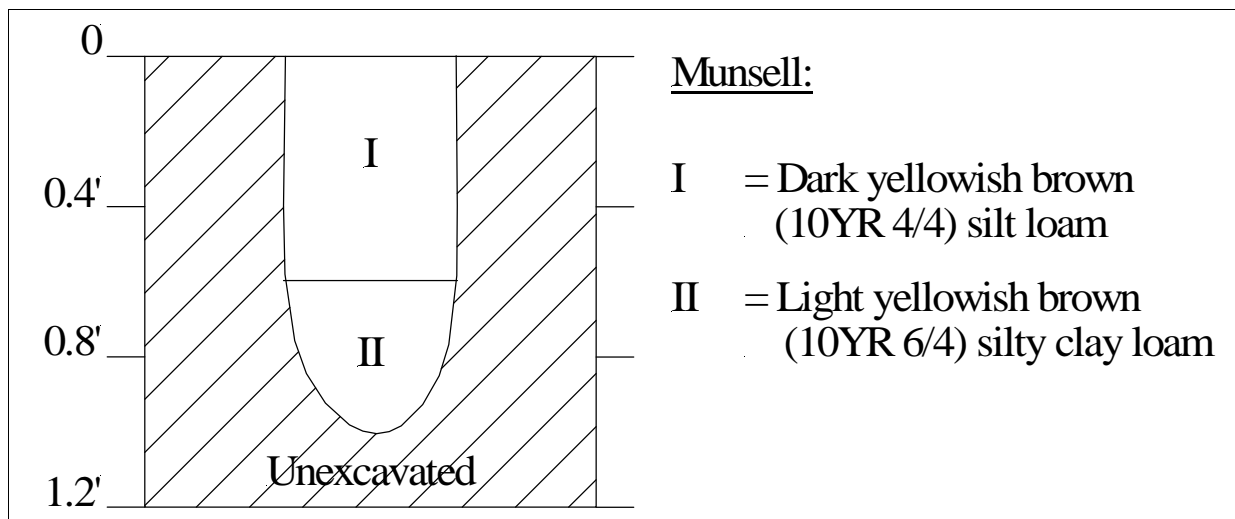 0
0.4'
0.8'
1.2'
I
II
Unexcavated
Munsell:
I = Dark yellowish brown
(10YR 4/4) silt loam
II = Light yellowish brown
(10YR 6/4) silty clay loam